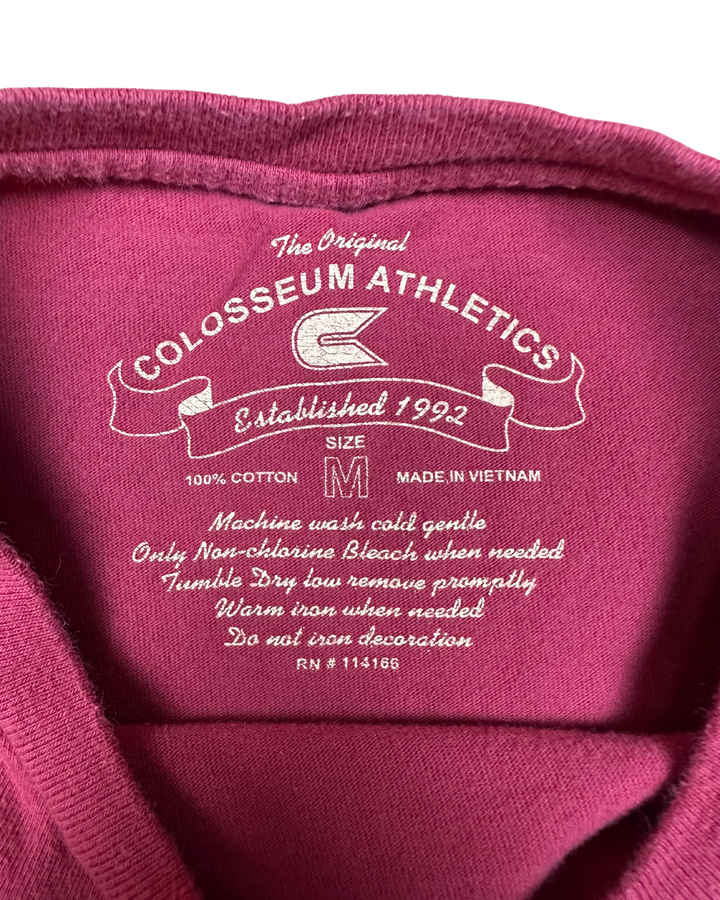 The Original
COLOSSEUM ATHLETICS
Established 1992
SIZE
100% COTTON M MADE IN VIETNAM
Machine wash cold gentle
Only Non-chlorine Bleach when needed
Tumble Dry low remove promptly
Warm iron when needed
Do not iron decoration
RN # 114166